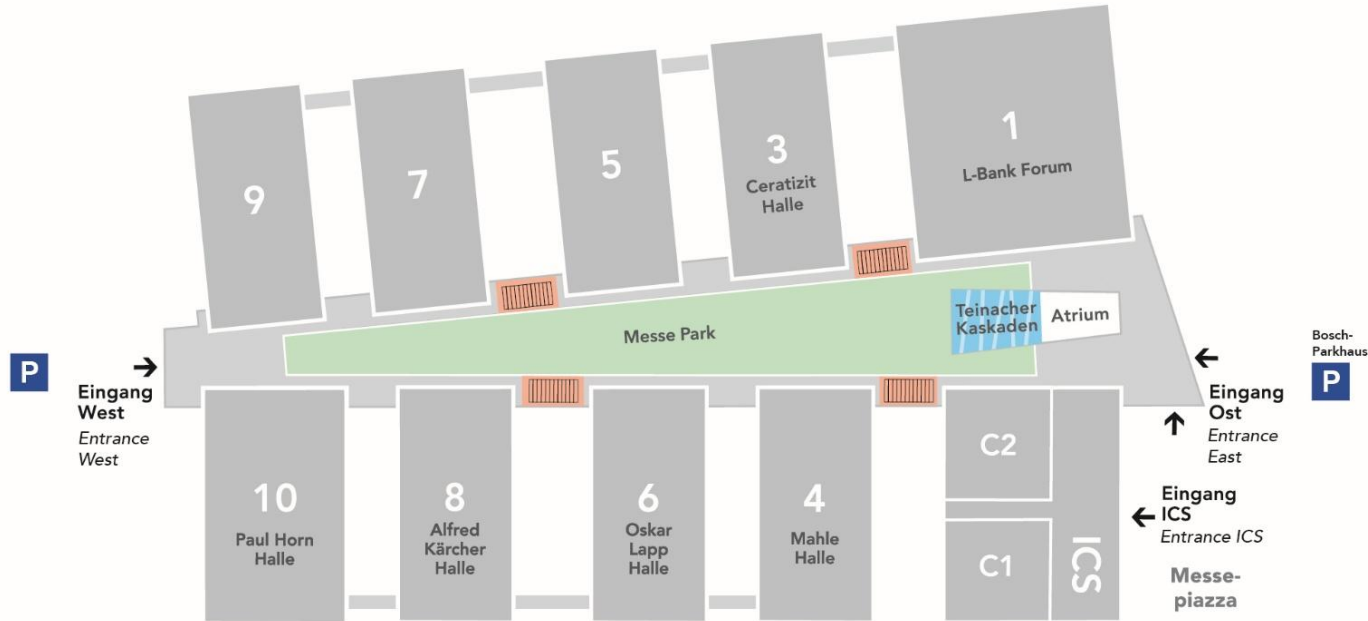 1
L-Bank Forum
3
Ceratizit
Halle
5
7
9
Teinacher
Kaskaden
Atrium
Messe Park
Bosch-
Parkhaus
P
P
Eingang
West
Entrance
West
Eingang
Ost
Entrance
East
10
Paul Horn
Halle
8
Alfred
Kärcher
Halle
6
Oskar
Lapp
Halle
4
Mahle
Halle
C2
C1
ICS
Eingang
ICS
Entrance ICS
Messe-
piazza